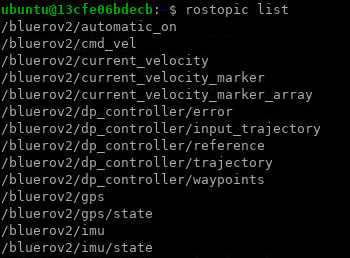 ubuntu@13cfe06bdecb:~$ rostopic list
/bluerov2/automatic_on
/bluerov2/cmd_vel
/bluerov2/current_velocity
/bluerov2/current_velocity_marker
/bluerov2/current_velocity_marker_array
/bluerov2/dp_controller/error
/bluerov2/dp_controller/input_trajectory
/bluerov2/dp_controller/reference
/bluerov2/dp_controller/trajectory
/bluerov2/dp_controller/waypoints
/bluerov2/gps
/bluerov2/gps/state
/bluerov2/imu
/bluerov2/imu/state